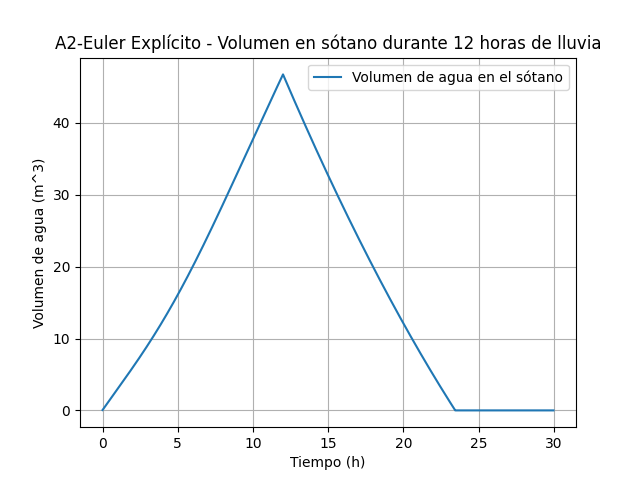 A2-Euler Explícito - Volumen en sótano durante 12 horas de lluvia
Volumen de agua en el sótano
Volumen de agua (m^3)
40
30
20
10
0
0 5 10 15 20 25 30
Tiempo (h)